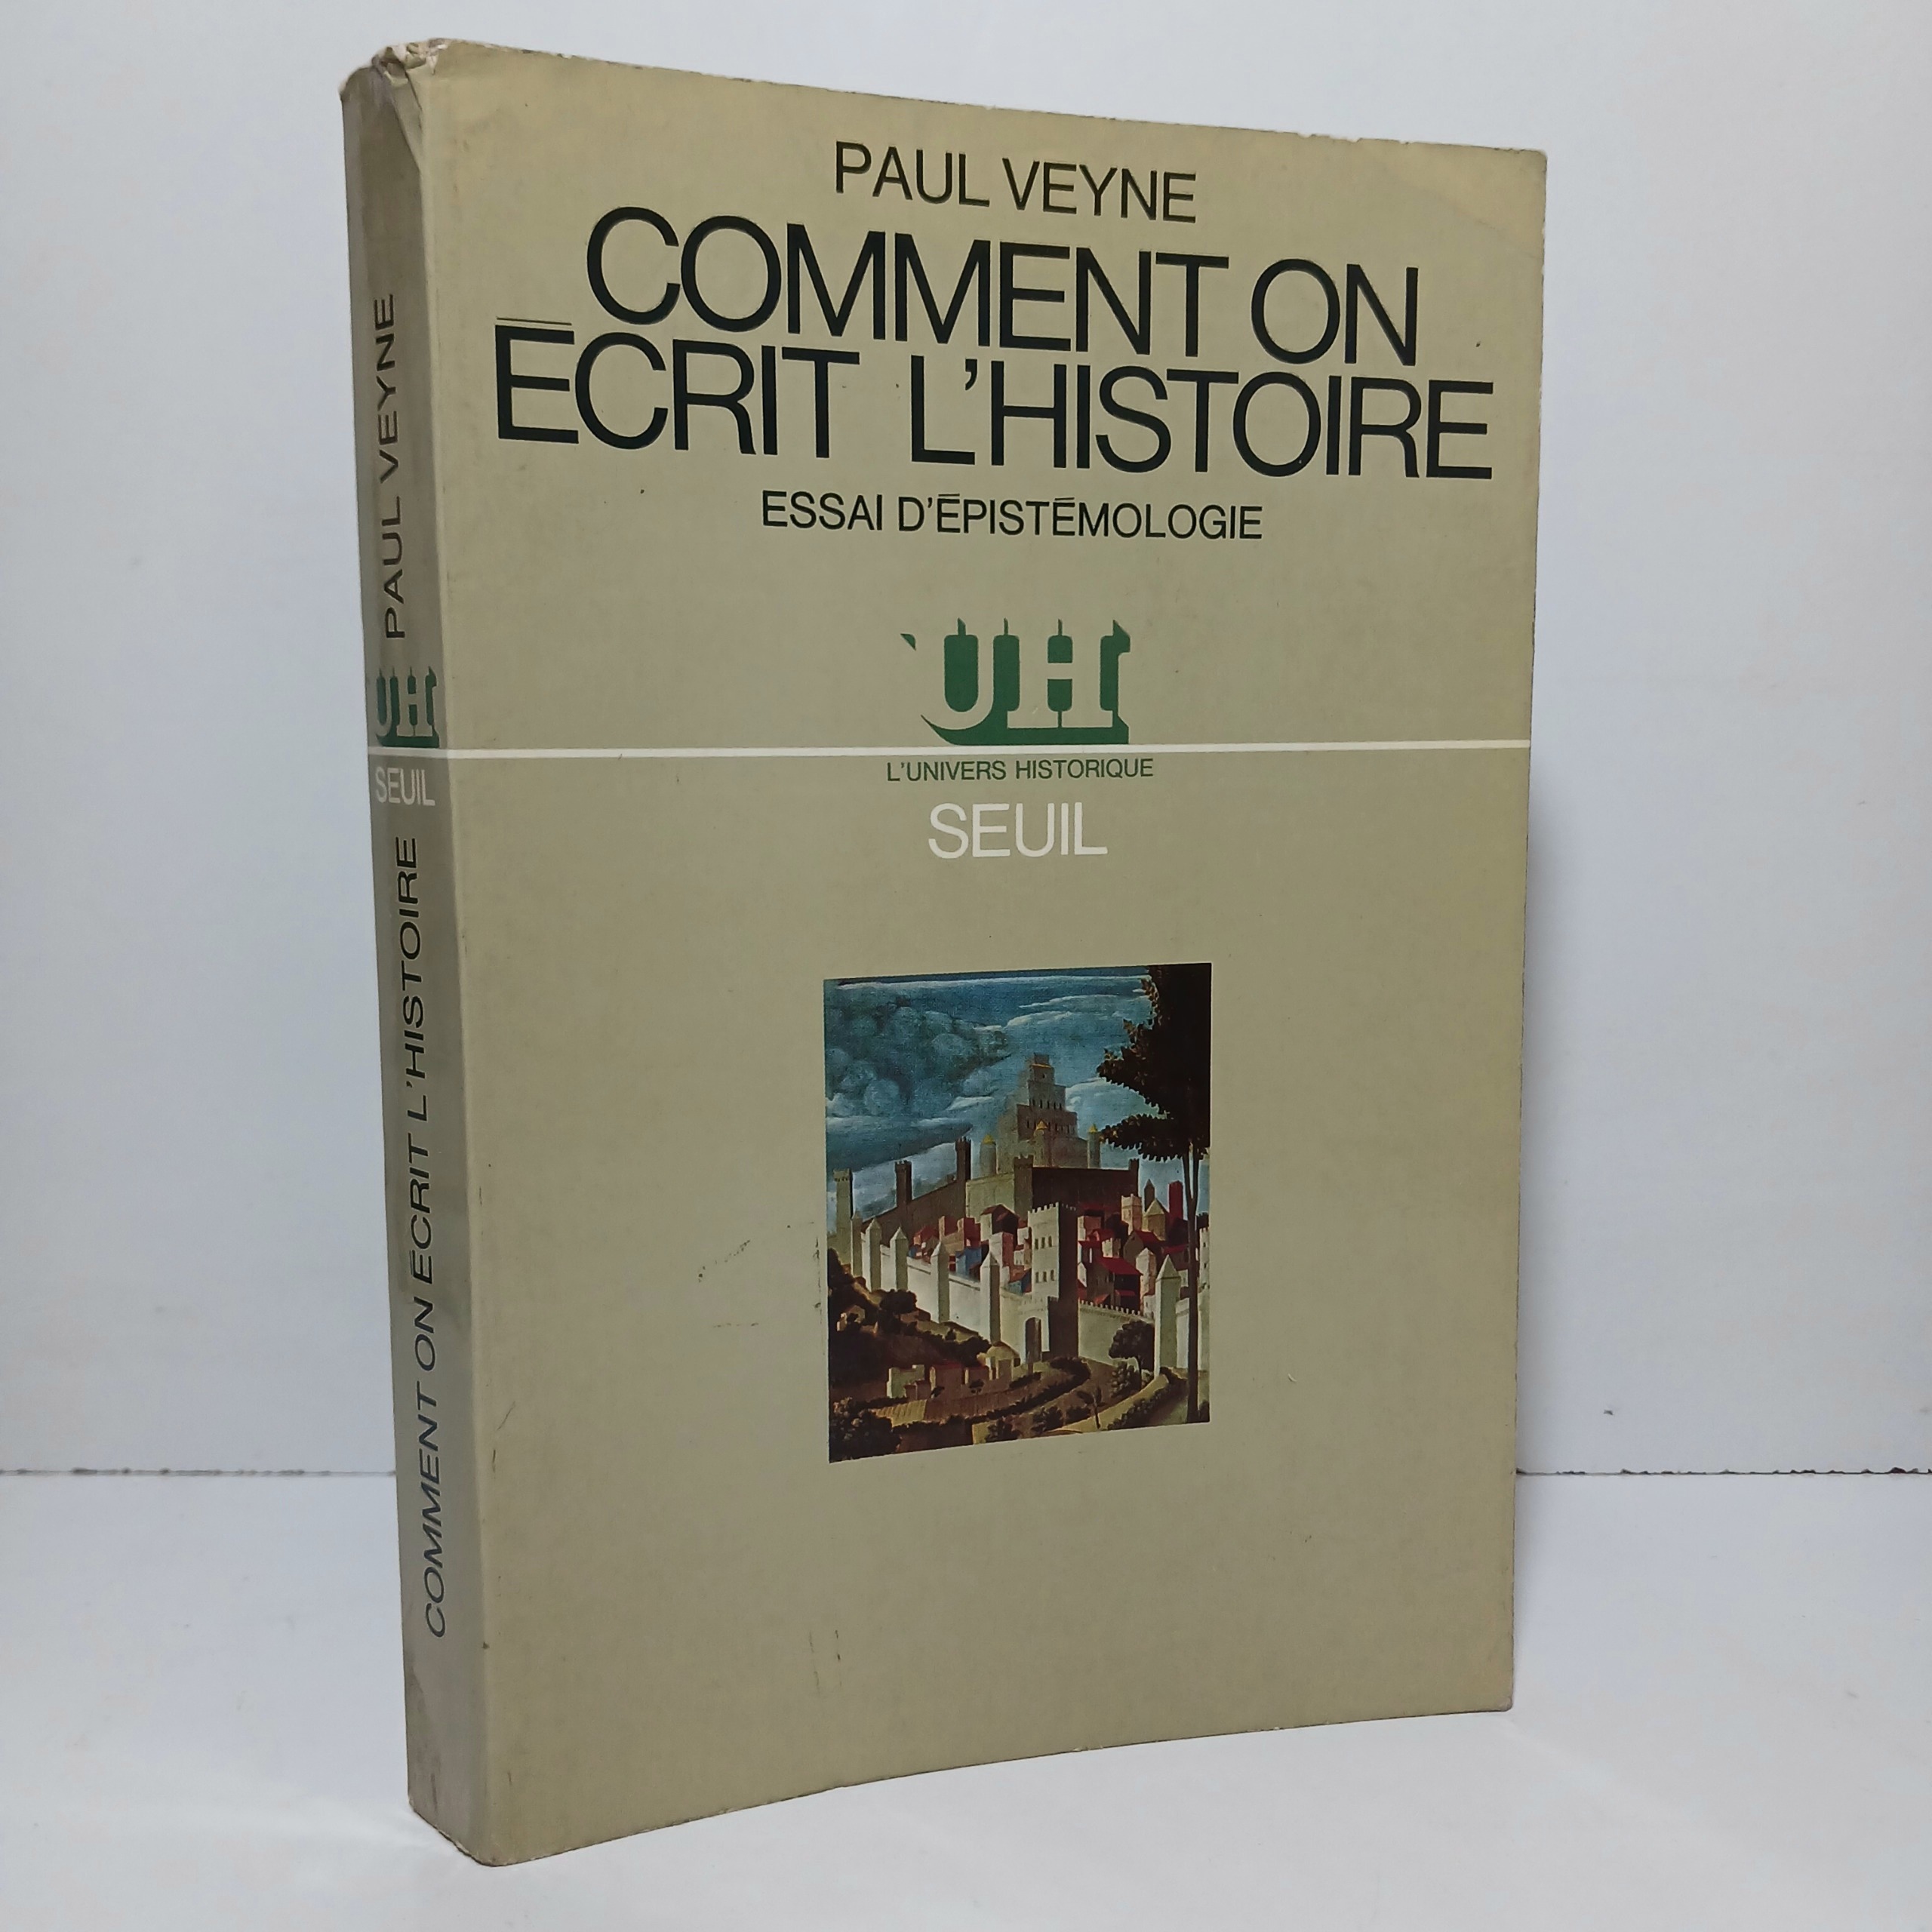 PAUL VEYNE
COMMENT ON
ÉCRIT L'HISTOIRE
ESSAI D'ÉPISTÉMOLOGIE
UH
L'UNIVERS HISTORIQUE
SEUIL
PAUL VEYNE
UH
SEUIL
COMMENT ON ÉCRIT L'HISTOIRE